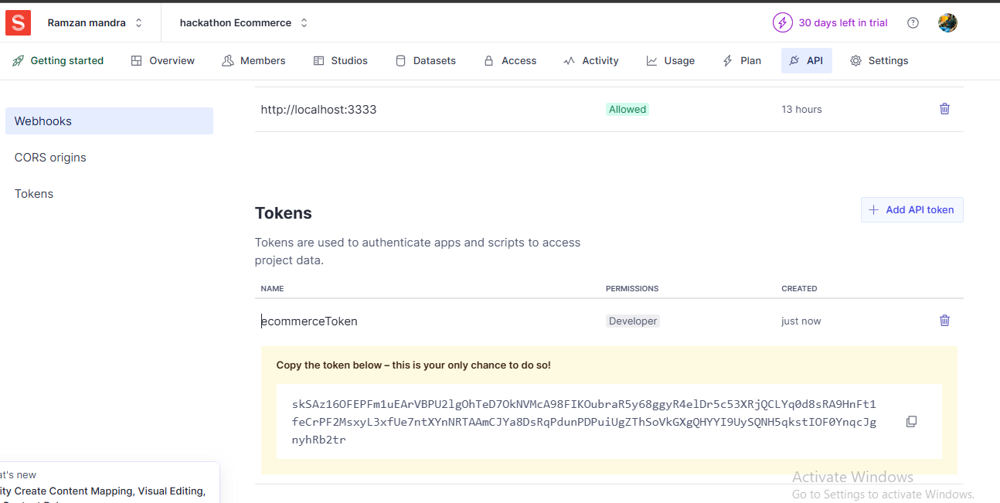 S
Ramzan mandra
hackathon Ecommerce
30 days left in trial
Getting started
Overview
Members
Studios
Datasets
Access
Activity
Usage
Plan
API
Settings
Webhooks
CORS origins
Tokens
http://localhost:3333 Allowed 13 hours
Tokens
Add API token
Tokens are used to authenticate apps and scripts to access
project data.
NAME PERMISSIONS CREATED
ecommerceToken Developer just now
Copy the token below – this is your only chance to do so!
at's new
ity Create Content Mapping, Visual Editing,
Activate Windows
Go to Settings to activate Windows.